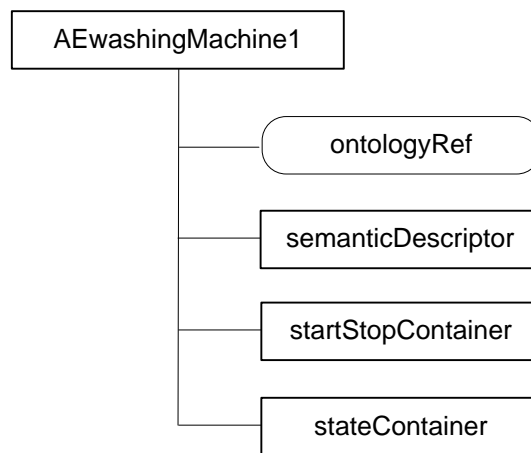 AEwashingMachine1
ontologyRef
semanticDescriptor
startStopContainer
stateContainer